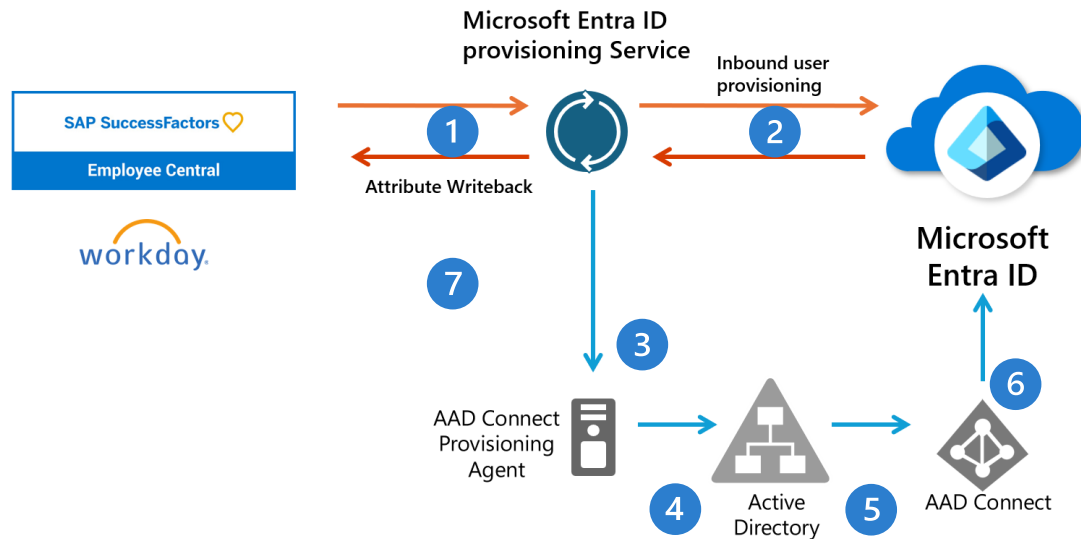 Microsoft Entra ID
provisioning Service
Inbound user
provisioning
SAP SuccessFactors
Employee Central
1
2
Attribute Writeback
workday.
Microsoft
Entra ID
7
3
6
AAD Connect
Provisioning
Agent
4
Active
Directory
5
AAD Connect